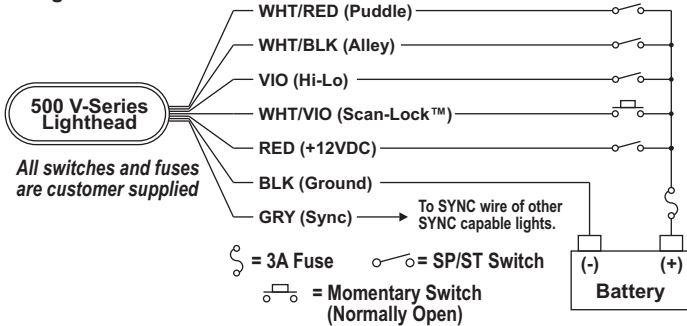 WHT/RED (Puddle)
WHT/BLK (Alley)
VIO (Hi-Lo)
WHT/VIO (Scan-Lock™)
RED (+12VDC)
BLK (Ground)
GRY (Sync)
500 V-Series
Lighthead
All switches and fuses
are customer supplied
To SYNC wire of other
SYNC capable lights.
= 3A Fuse
= SP/ST Switch
= Momentary Switch
(Normally Open)
(-)
(+)
Battery